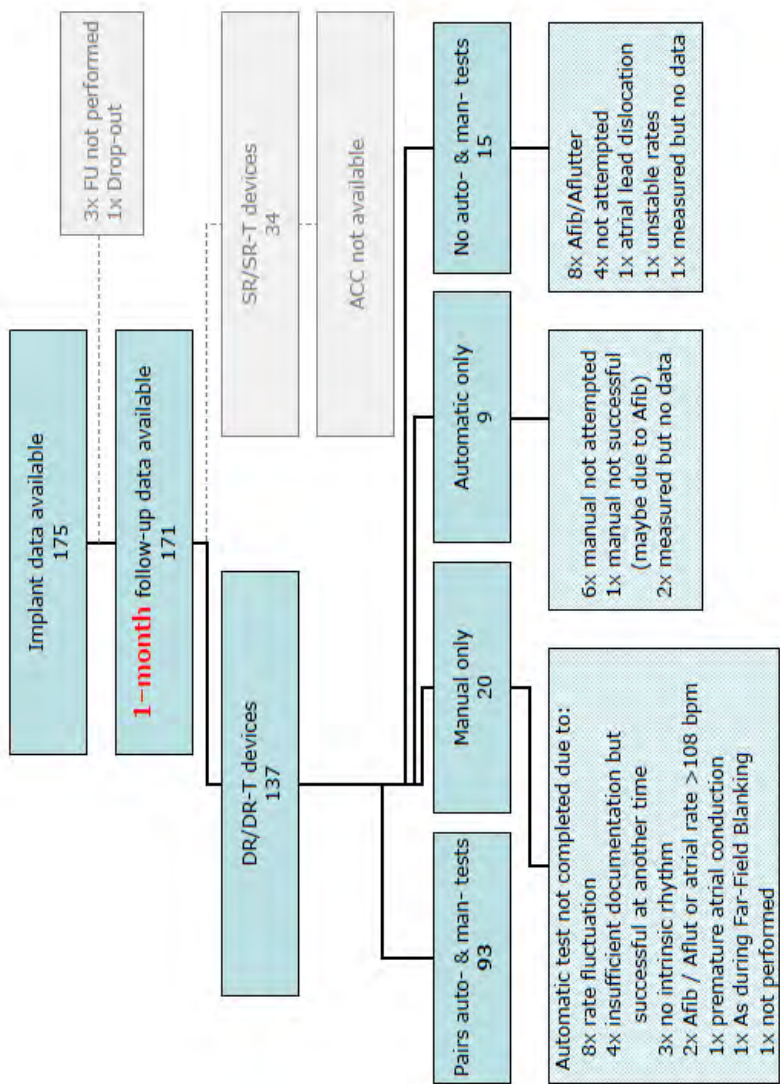 Implant data available
175
3x FU not performed
1x Drop-out
1-month follow-up data available
171
SR/SR-T devices
34
ACC not available
DR/DR-T devices
137
Pairs auto- & man- tests
93
Manual only
20
Automatic only
9
No auto- & man- tests
15
Automatic test not completed due to:
8x rate fluctuation
4x insufficient documentation but
successful at another time
3x no intrinsic rhythm
2x Afib / Aflut or atrial rate >108 bpm
1x premature atrial conduction
1x As during Far-Field Blanking
1x not performed
6x manual not attempted
1x manual not successful
(maybe due to Afib)
2x measured but no data
8x Afib/Aflutter
4x not attempted
1x atrial lead dislocation
1x unstable rates
1x measured but no data